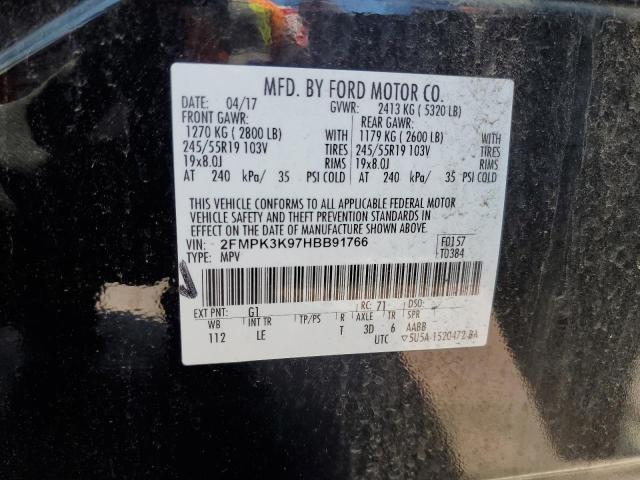 MFD. BY FORD MOTOR CO.
DATE: 04/17 GVWR: 2413 KG ( 5320 LB)
FRONT GAWR: REAR GAWR:
1270 KG ( 2800 LB) WITH 1179 KG ( 2600 LB) WITH
245/55R19 103V TIRES 245/55R19 103V TIRES
19x8.0J RIMS 19x8.0J RIMS
AT 240 kPa/ 35 PSI COLD AT 240 kPa/ 35 PSI COLD
THIS VEHICLE CONFORMS TO ALL APPLICABLE FEDERAL MOTOR
VEHICLE SAFETY AND THEFT PREVENTION STANDARDS IN
EFFECT ON THE DATE OF MANUFACTURE SHOWN ABOVE.
VIN: 2FMPK3K97HBB91766 F0157
TYPE: MPV T0384
EXT PNT: G1 RC: 71 DSO:
WB INT TR TP/PS R AXLE TR SPR
112 LE T 3D 6 AABB
UTC ▽5U5A-1520472-BA